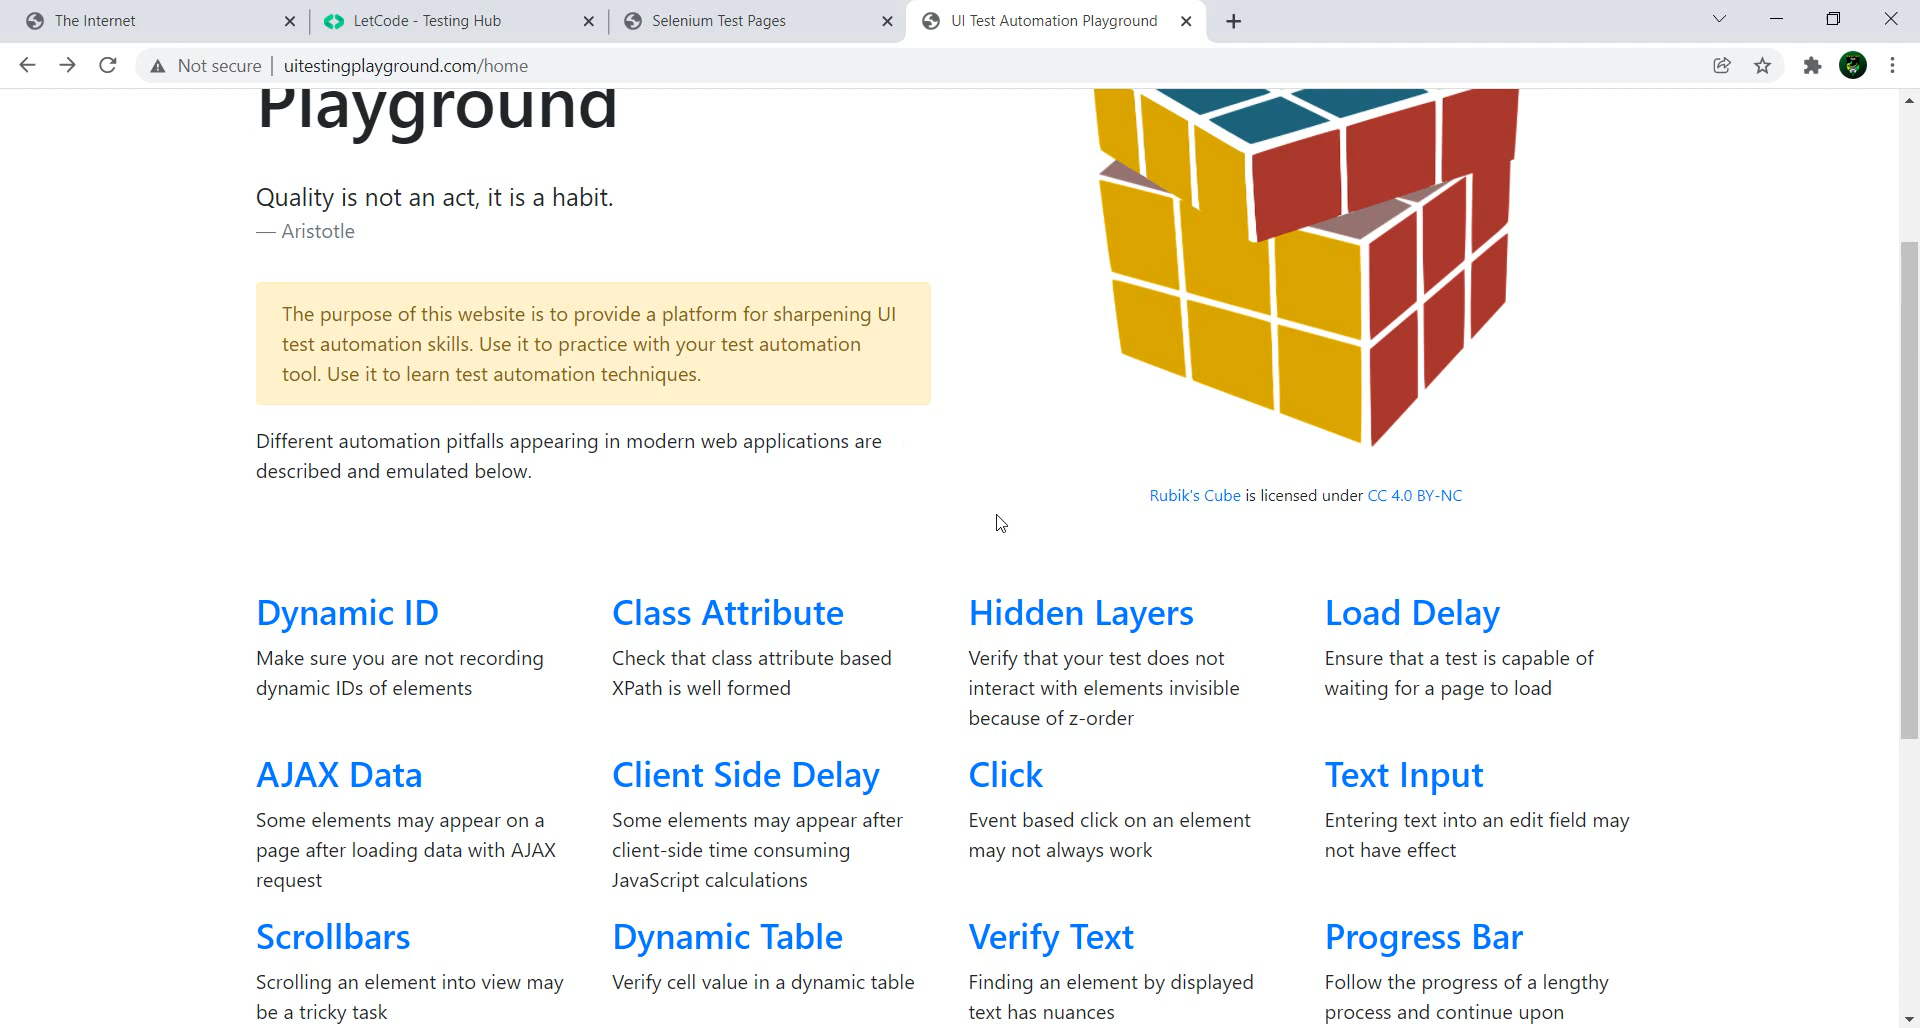 The Internet
LetCode - Testing Hub
Selenium Test Pages
UI Test Automation Playground
Not secure
uitestingplayground.com/home
Playground
Quality is not an act, it is a habit.
— Aristotle
The purpose of this website is to provide a platform for sharpening UI
test automation skills. Use it to practice with your test automation
tool. Use it to learn test automation techniques.
Different automation pitfalls appearing in modern web applications are
described and emulated below.
Rubik's Cube is licensed under CC 4.0 BY-NC
Dynamic ID
Make sure you are not recording
dynamic IDs of elements
Class Attribute
Check that class attribute based
XPath is well formed
Hidden Layers
Verify that your test does not
interact with elements invisible
because of z-order
Load Delay
Ensure that a test is capable of
waiting for a page to load
AJAX Data
Some elements may appear on a
page after loading data with AJAX
request
Client Side Delay
Some elements may appear after
client-side time consuming
JavaScript calculations
Click
Event based click on an element
may not always work
Text Input
Entering text into an edit field may
not have effect
Scrollbars
Scrolling an element into view may
be a tricky task
Dynamic Table
Verify cell value in a dynamic table
Verify Text
Finding an element by displayed
text has nuances
Progress Bar
Follow the progress of a lengthy
process and continue upon